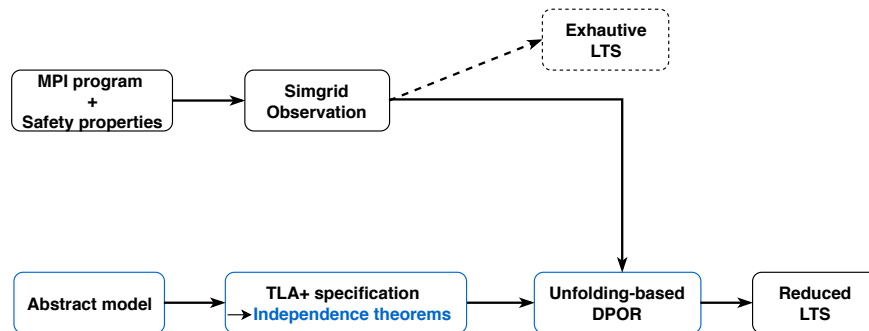 Exhautive
LTS
MPI program
+
Safety properties
Simgrid
Observation
Abstract model
TLA+ specification
→Independence theorems
Unfolding-based
DPOR
Reduced
LTS